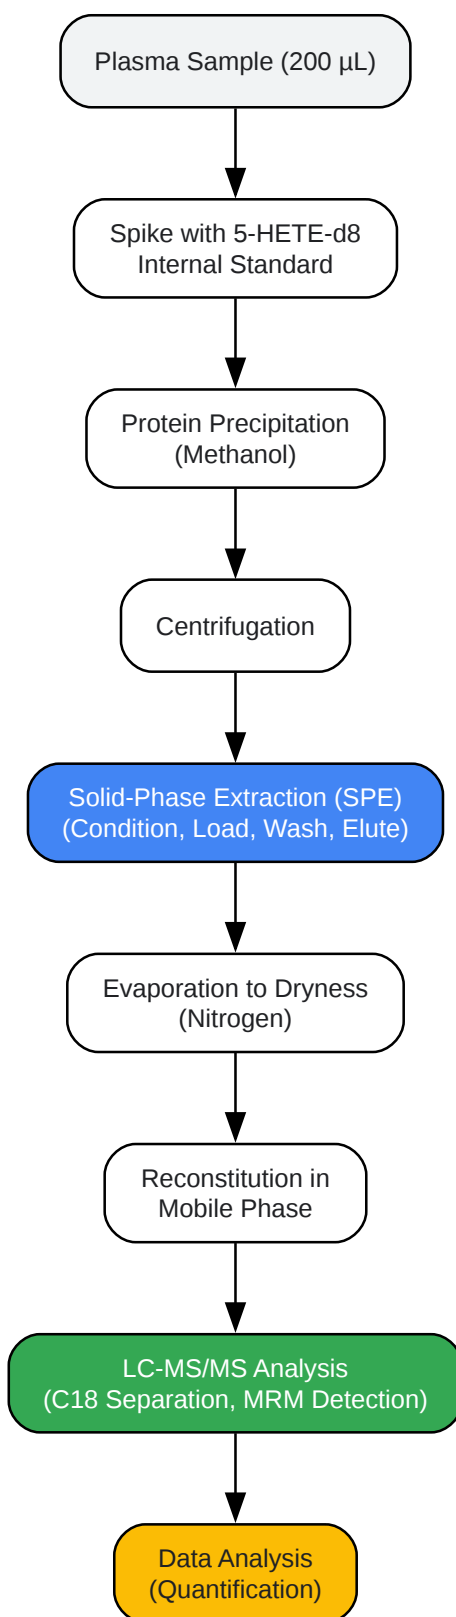 Plasma Sample (200 µL)
Spike with 5-HETE-d8
Internal Standard
Protein Precipitation
(Methanol)
Centrifugation
Solid-Phase Extraction (SPE)
(Condition, Load, Wash, Elute)
Evaporation to Dryness
(Nitrogen)
Reconstitution in
Mobile Phase
LC-MS/MS Analysis
(C18 Separation, MRM Detection)
Data Analysis
(Quantification)